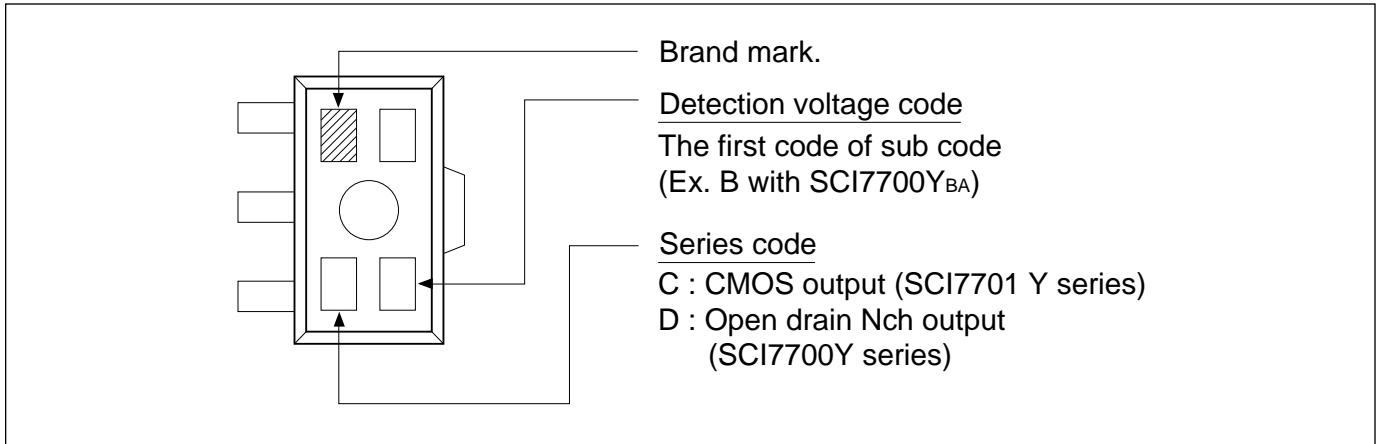 Brand mark.
Detection voltage code
The first code of sub code
(Ex. B with SCI7700YBA)
Series code
C : CMOS output (SCI7701 Y series)
D : Open drain Nch output
(SCI7700Y series)